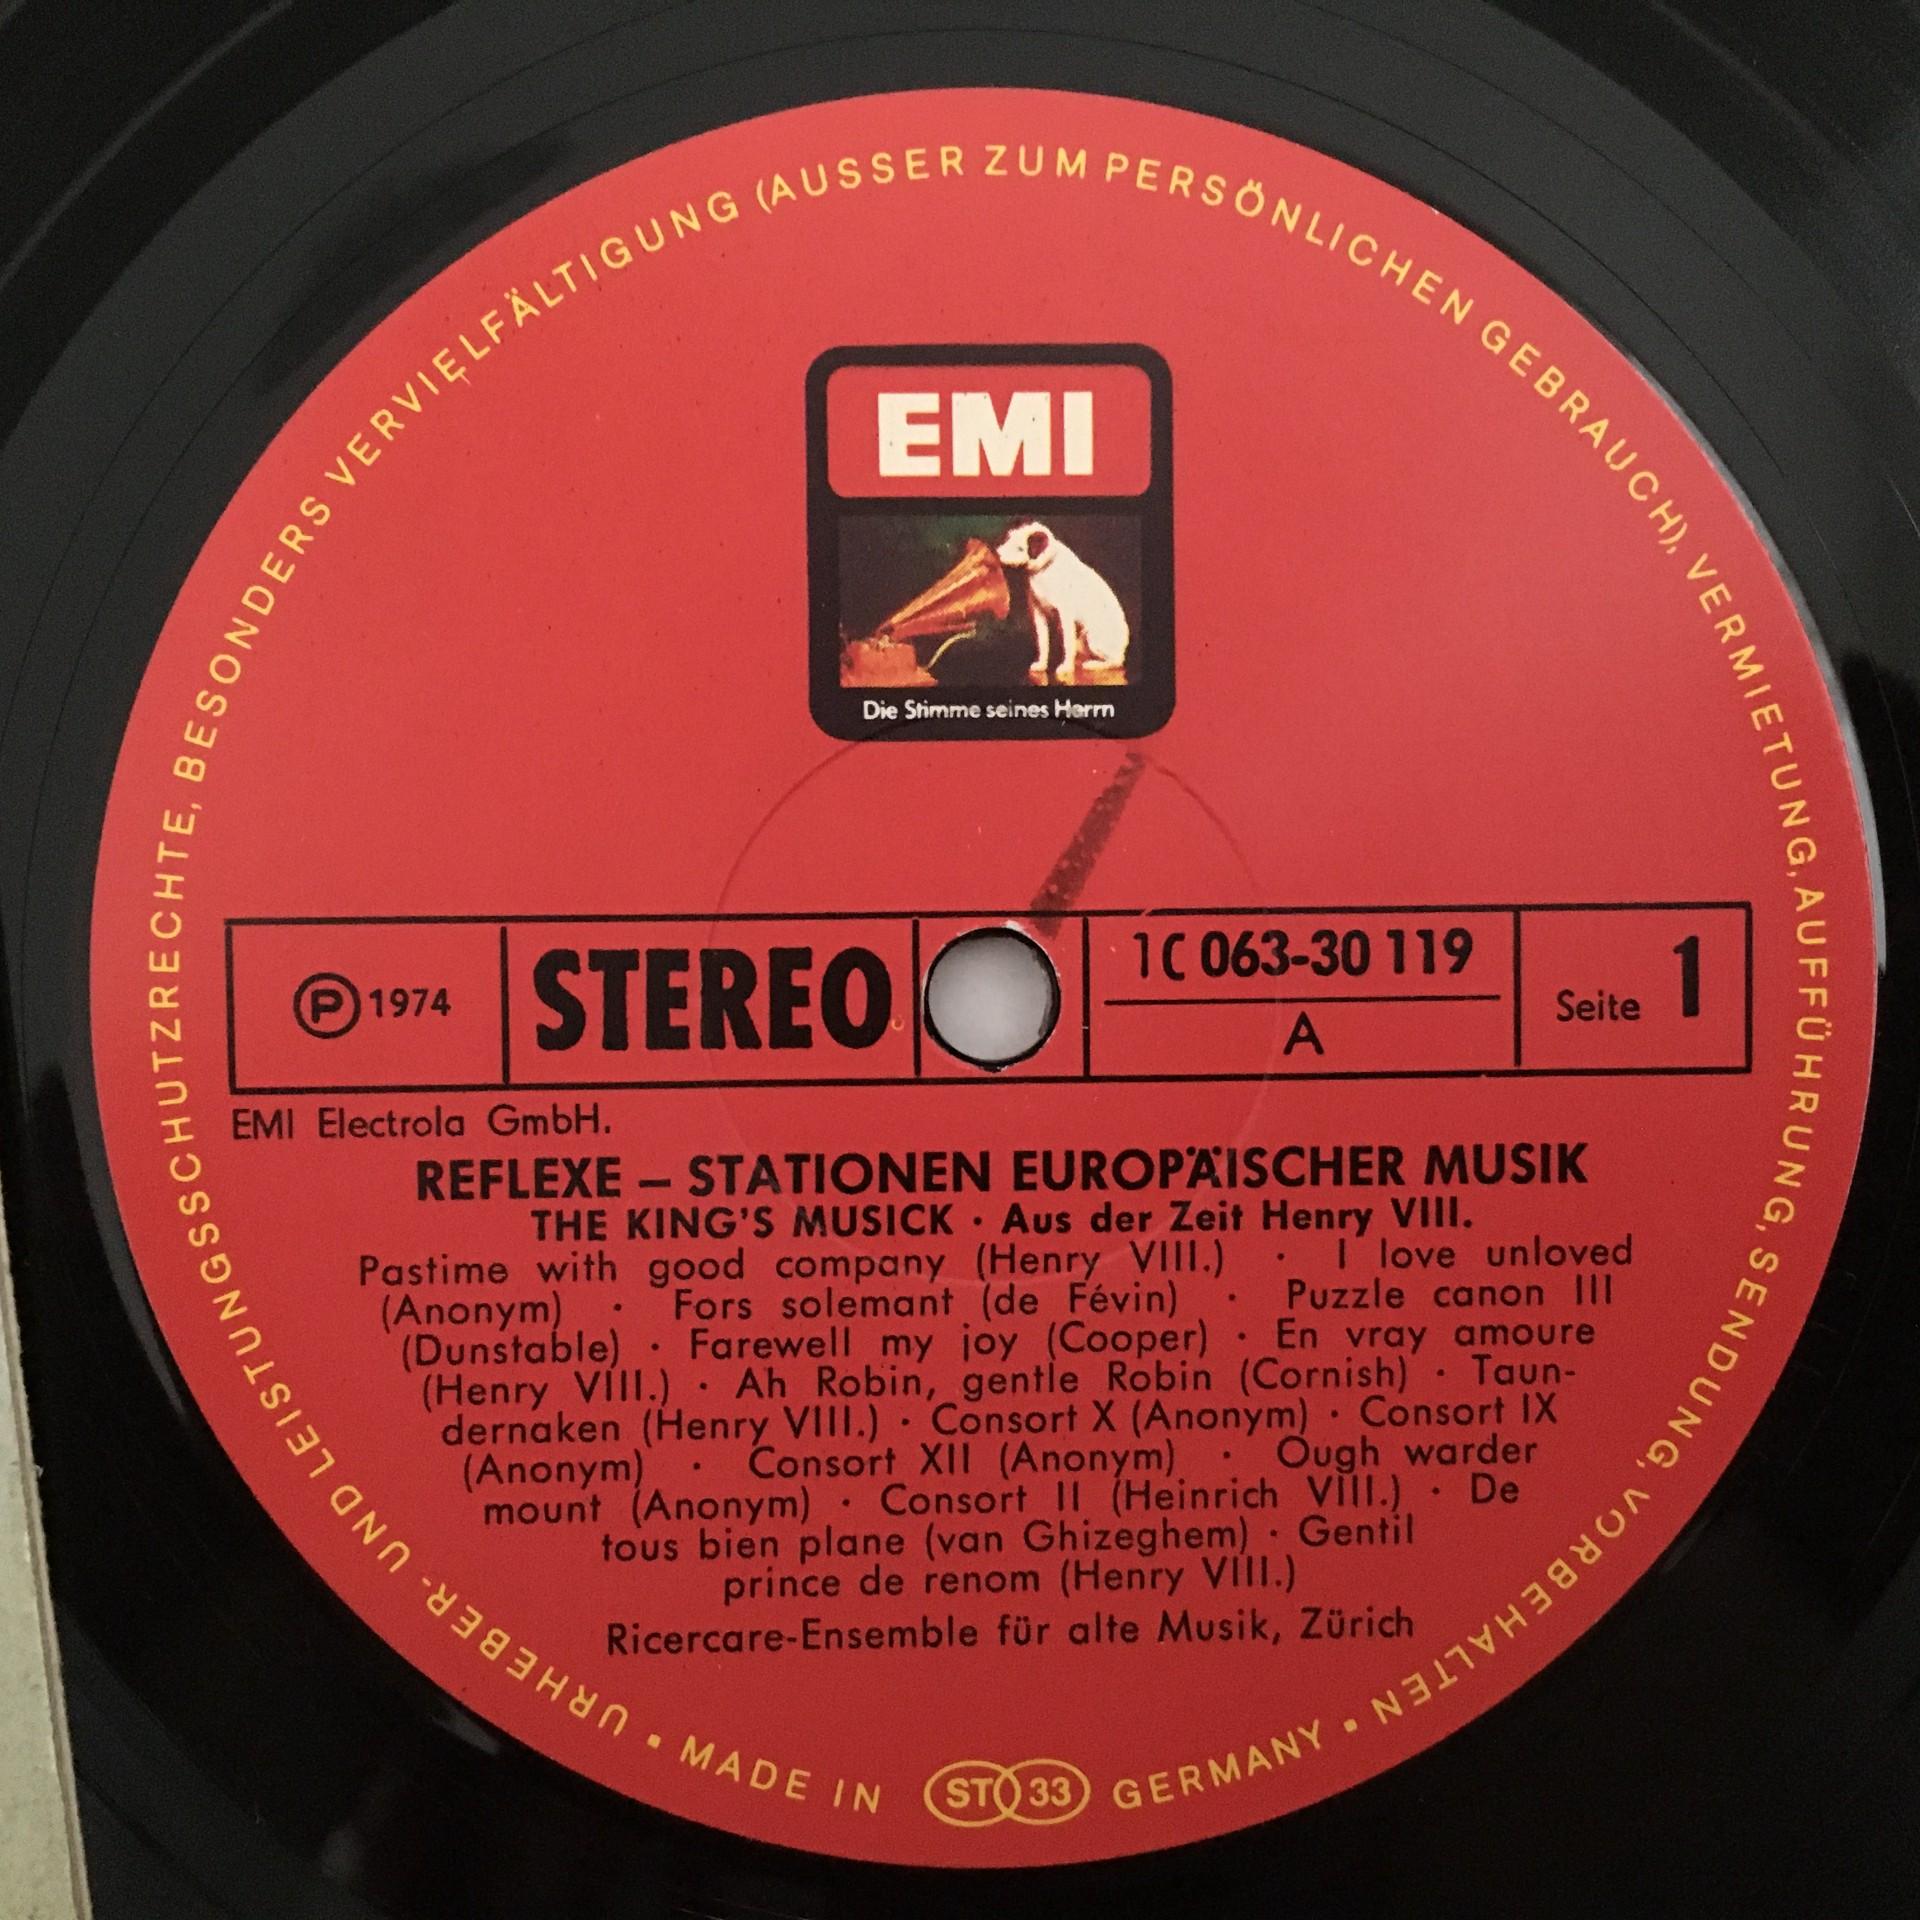 URHEBER- UND LEISTUNGSSCHUTZRECHTE, BESONDERS VERVIELFÄLTIGUNG (AUSSER ZUM PERSÖNLICHEN GEBRAUCH), VERMIETUNG, AUFFÜHRUNG, SENDUNG, VORBEHALTEN •
EMI
Die Stimme seines Herrn
℗ 1974
STEREO
1C 063-30 119
A
Seite 1
EMI Electrola GmbH.
REFLEXE – STATIONEN EUROPÄISCHER MUSIK
THE KING'S MUSICK · Aus der Zeit Henry VIII.
Pastime with good company (Henry VIII.) · I love unloved
(Anonym) · Fors solemant (de Févin) · Puzzle canon III
(Dunstable) · Farewell my joy (Cooper) · En vray amoure
(Henry VIII.) · Ah Robin, gentle Robin (Cornish) · Taun-
dernaken (Henry VIII.) · Consort X (Anonym) · Consort IX
(Anonym) · Consort XII (Anonym) · Ough warder
mount (Anonym) · Consort II (Heinrich VIII.) · De
tous bien plane (van Ghizeghem) · Gentil
prince de renom (Henry VIII.)
Ricercare-Ensemble für alte Musik, Zürich
• MADE IN ST 33 GERMANY •